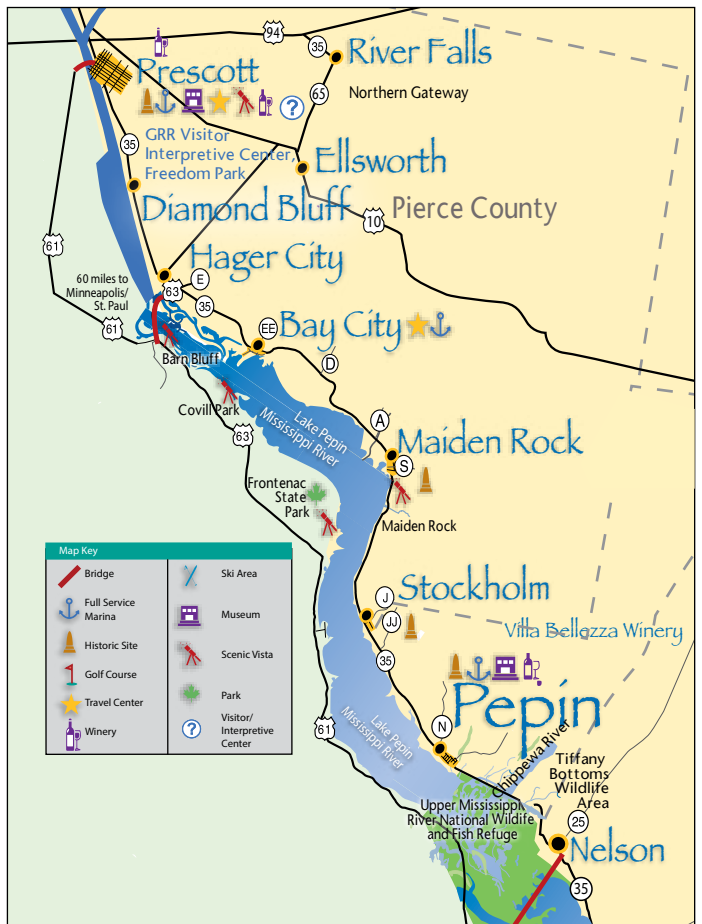 94
35
River Falls
Prescott
65
Northern Gateway
?
35
GRR Visitor
Interpretive Center,
Freedom Park
Ellsworth
Diamond Bluff
10
Pierce County
61
Hager City
E
63
60 miles to
Minneapolis/
St. Paul
35
61
EE
Bay City
Barn Bluff
D
Covill Park
Lake Pepin
Mississippi River
A
63
Maiden Rock
S
Frontenac
State
Park
Maiden Rock
Map Key
Bridge
Full Service
Marina
Historic Site
Golf Course
Travel Center
Winery
Ski Area
Museum
Scenic Vista
Park
?
Visitor/
Interpretive
Center
Stockholm
J
JJ
Villa Bellezza Winery
35
Pepin
61
Lake Pepin
Mississippi River
N
Chippewa River
Tiffany
Bottoms
Wildlife
Area
Upper Mississippi
River National Wildlife
and Fish Refuge
25
Nelson
35